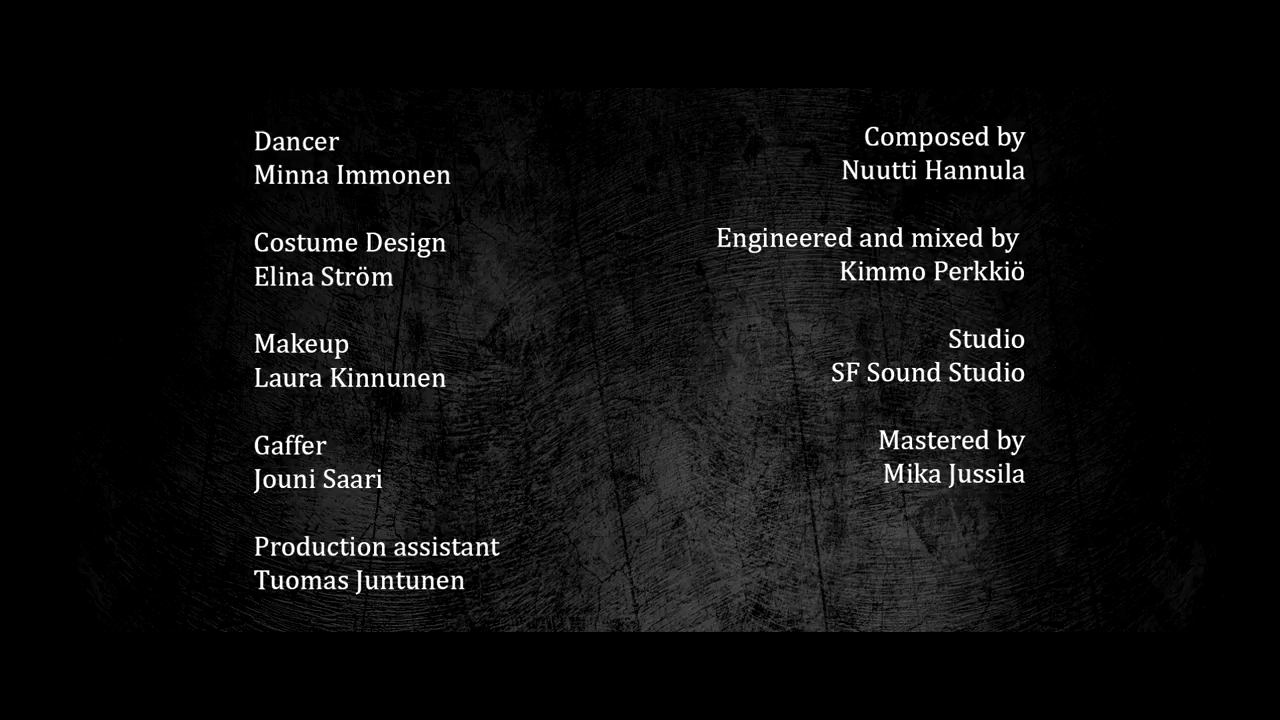 Dancer
Minna Immonen
Costume Design
Elina Ström
Makeup
Laura Kinnunen
Gaffer
Jouni Saari
Production assistant
Tuomas Juntunen
Composed by
Nuutti Hannula
Engineered and mixed by
Kimmo Perkkiö
Studio
SF Sound Studio
Mastered by
Mika Jussila